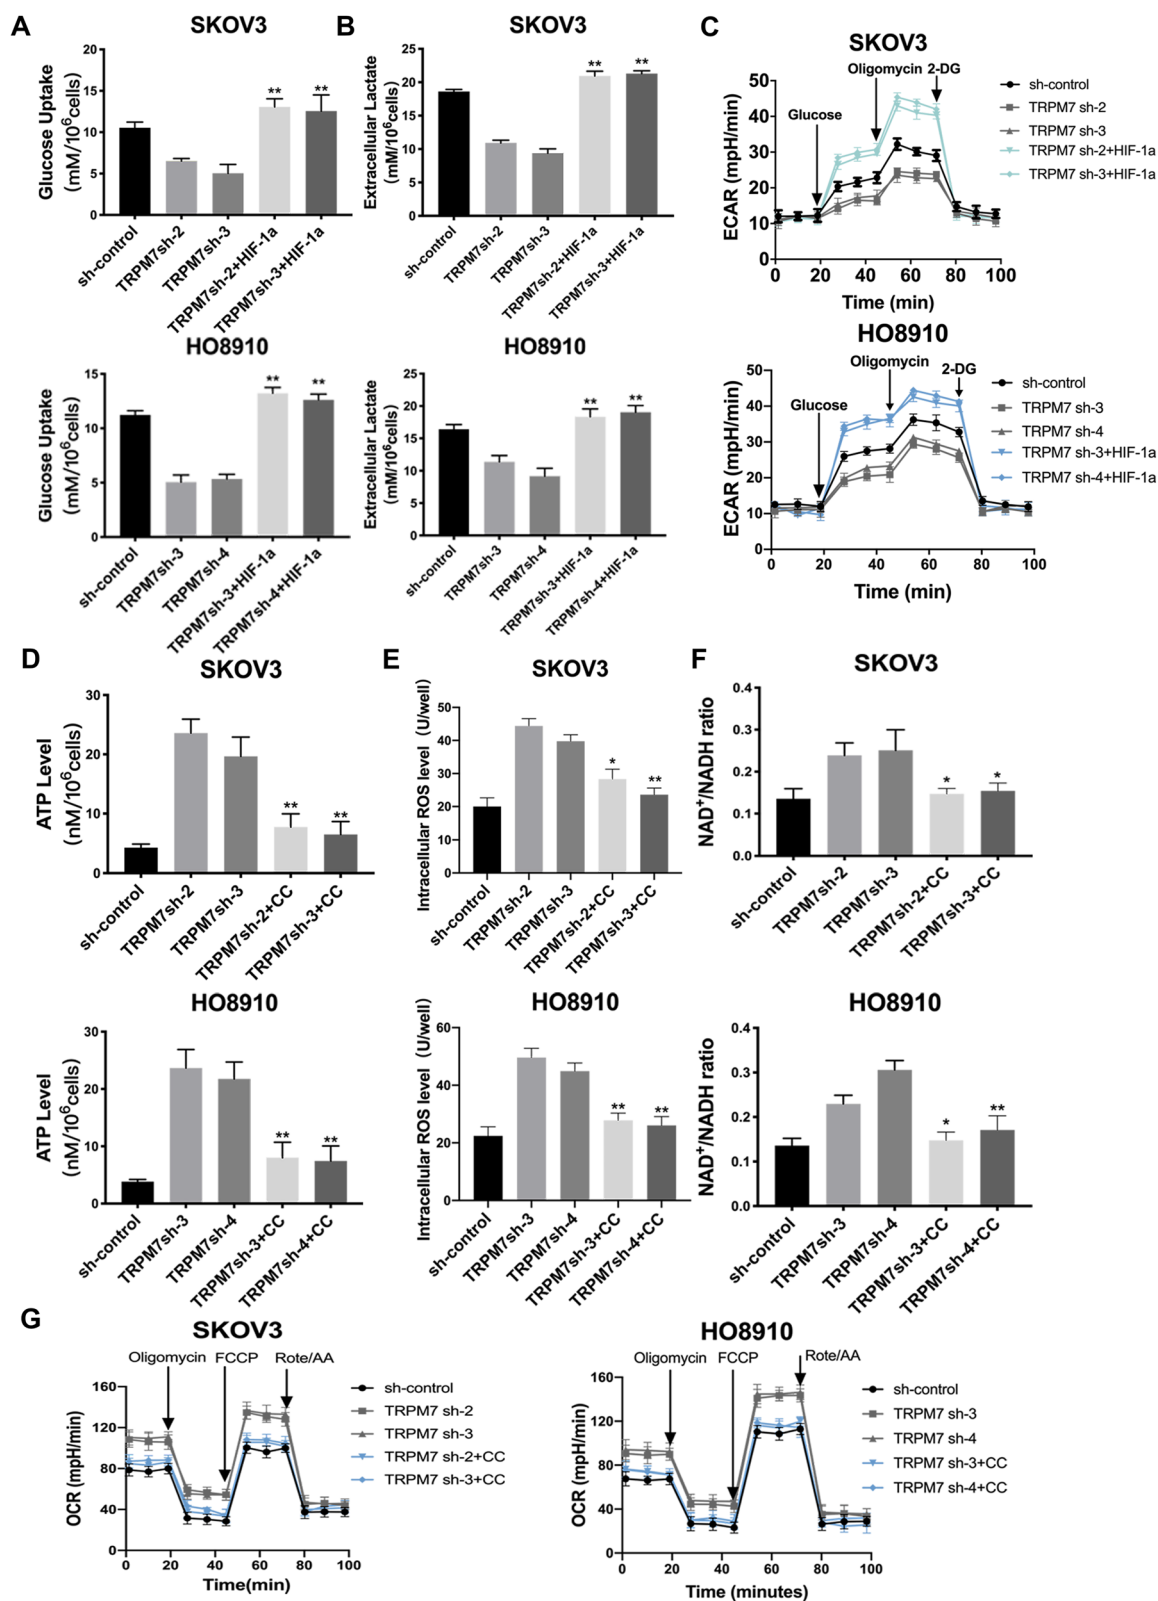 A
SKOV3
Glucose Uptake
(mM/10⁶cells)
20
15
10
5
0
**
**
sh-control
TRPM7sh-2
TRPM7sh-3
TRPM7sh-2+HIF-1a
TRPM7sh-3+HIF-1a
HO8910
Glucose Uptake
(mM/10⁶cells)
15
10
5
0
**
**
sh-control
TRPM7sh-3
TRPM7sh-4
TRPM7sh-3+HIF-1a
TRPM7sh-4+HIF-1a
B
SKOV3
Extracellular Lactate
(mM/10⁶cells)
25
20
15
10
5
0
**
**
sh-control
TRPM7sh-2
TRPM7sh-3
TRPM7sh-2+HIF-1a
TRPM7sh-3+HIF-1a
HO8910
Extracellular Lactate
(mM/10⁶cells)
25
20
15
10
5
0
**
**
sh-control
TRPM7sh-3
TRPM7sh-4
TRPM7sh-3+HIF-1a
TRPM7sh-4+HIF-1a
C
SKOV3
ECAR (mpH/min)
50
40
30
20
10
0
Glucose
Oligomycin
2-DG
0 20 40 60 80 100
Time (min)
sh-control
TRPM7 sh-2
TRPM7 sh-3
TRPM7 sh-2+HIF-1a
TRPM7 sh-3+HIF-1a
HO8910
ECAR (mpH/min)
50
40
30
20
10
0
Glucose
Oligomycin
2-DG
0 20 40 60 80 100
Time (min)
sh-control
TRPM7 sh-3
TRPM7 sh-4
TRPM7 sh-3+HIF-1a
TRPM7 sh-4+HIF-1a
D
SKOV3
ATP Level
(nM/10⁶cells)
30
20
10
0
**
**
sh-control
TRPM7sh-2
TRPM7sh-3
TRPM7sh-2+CC
TRPM7sh-3+CC
HO8910
ATP Level
(nM/10⁶cells)
30
20
10
0
**
**
sh-control
TRPM7sh-3
TRPM7sh-4
TRPM7sh-3+CC
TRPM7sh-4+CC
E
SKOV3
Intracellular ROS level (U/well)
50
40
30
20
10
0
*
**
sh-control
TRPM7sh-2
TRPM7sh-3
TRPM7sh-2+CC
TRPM7sh-3+CC
HO8910
Intracellular ROS level (U/well)
60
40
20
0
**
**
sh-control
TRPM7sh-3
TRPM7sh-4
TRPM7sh-3+CC
TRPM7sh-4+CC
F
SKOV3
NAD⁺/NADH ratio
0.4
0.3
0.2
0.1
0.0
*
*
sh-control
TRPM7sh-2
TRPM7sh-3
TRPM7sh-2+CC
TRPM7sh-3+CC
HO8910
NAD⁺/NADH ratio
0.4
0.3
0.2
0.1
0.0
*
**
sh-control
TRPM7sh-3
TRPM7sh-4
TRPM7sh-3+CC
TRPM7sh-4+CC
G
SKOV3
OCR (mpH/min)
160
120
80
40
0
Oligomycin
FCCP
Rote/AA
0 20 40 60 80 100
Time(min)
sh-control
TRPM7 sh-2
TRPM7 sh-3
TRPM7 sh-2+CC
TRPM7 sh-3+CC
HO8910
OCR (mpH/min)
160
120
80
40
0
Oligomycin
FCCP
Rote/AA
0 20 40 60 80 100
Time (minutes)
sh-control
TRPM7 sh-3
TRPM7 sh-4
TRPM7 sh-3+CC
TRPM7 sh-4+CC